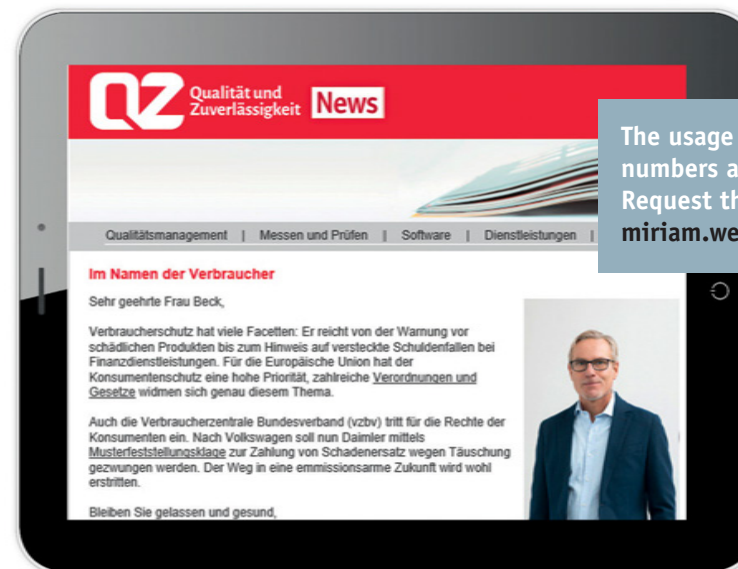 QZ Qualität und
Zuverlässigkeit News
The usage
numbers a
Request th
miriam.we
Qualitätsmanagement | Messen und Prüfen | Software | Dienstleistungen |
Im Namen der Verbraucher
Sehr geehrte Frau Beck,
Verbraucherschutz hat viele Facetten: Er reicht von der Warnung vor
schädlichen Produkten bis zum Hinweis auf versteckte Schuldenfallen bei
Finanzdienstleistungen. Für die Europäische Union hat der
Konsumentenschutz eine hohe Priorität, zahlreiche Verordnungen und
Gesetze widmen sich genau diesem Thema.
Auch die Verbraucherzentrale Bundesverband (vzbv) tritt für die Rechte der
Konsumenten ein. Nach Volkswagen soll nun Daimler mittels
Musterfeststellungsklage zur Zahlung von Schadenersatz wegen Täuschung
gezwungen werden. Der Weg in eine emmissionsarme Zukunft wird wohl
erstritten.
Bleiben Sie gelassen und gesund,